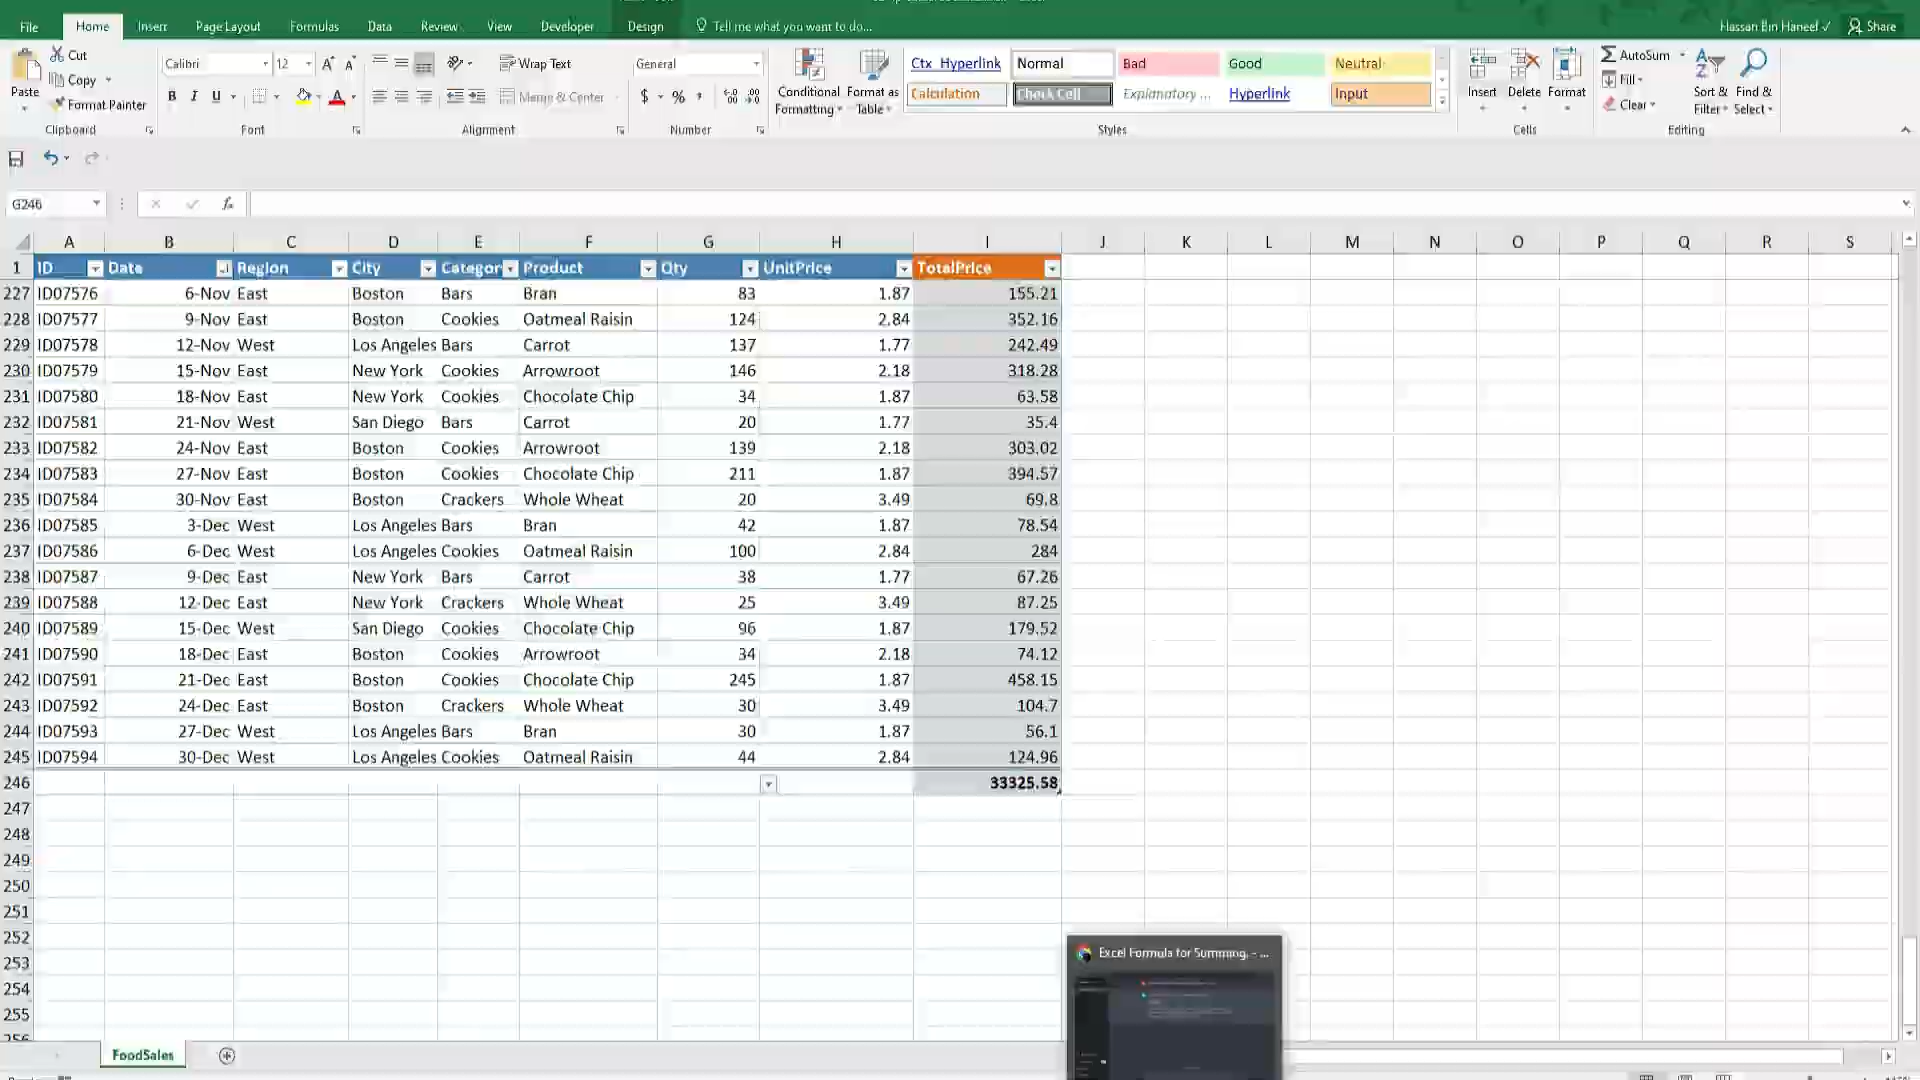 File Home Insert Page Layout Formulas Data Review View Developer Design Tell me what you want to do... Hassan Bin Haneef Share
Paste Cut Copy Format Painter Clipboard
Calibri 12 A A B I U A Font
Wrap Text Merge & Center Alignment
General $ % , Number
Conditional Formatting Format as Table
Ctx_Hyperlink Normal Bad Good Neutral
Calculation Check Cell Explanatory ... Hyperlink Input
Styles
Insert Delete Format Cells
AutoSum Fill Clear Sort & Filter Find & Select Editing
G246 fx
A B C D E F G H I J K L M N O P Q R S
1 ID Date Region City Categor Product Qty UnitPrice TotalPrice
227 ID07576 6-Nov East Boston Bars Bran 83 1.87 155.21
228 ID07577 9-Nov East Boston Cookies Oatmeal Raisin 124 2.84 352.16
229 ID07578 12-Nov West Los Angeles Bars Carrot 137 1.77 242.49
230 ID07579 15-Nov East New York Cookies Arrowroot 146 2.18 318.28
231 ID07580 18-Nov East New York Cookies Chocolate Chip 34 1.87 63.58
232 ID07581 21-Nov West San Diego Bars Carrot 20 1.77 35.4
233 ID07582 24-Nov East Boston Cookies Arrowroot 139 2.18 303.02
234 ID07583 27-Nov East Boston Cookies Chocolate Chip 211 1.87 394.57
235 ID07584 30-Nov East Boston Crackers Whole Wheat 20 3.49 69.8
236 ID07585 3-Dec West Los Angeles Bars Bran 42 1.87 78.54
237 ID07586 6-Dec West Los Angeles Cookies Oatmeal Raisin 100 2.84 284
238 ID07587 9-Dec East New York Bars Carrot 38 1.77 67.26
239 ID07588 12-Dec East New York Crackers Whole Wheat 25 3.49 87.25
240 ID07589 15-Dec West San Diego Cookies Chocolate Chip 96 1.87 179.52
241 ID07590 18-Dec East Boston Cookies Arrowroot 34 2.18 74.12
242 ID07591 21-Dec East Boston Cookies Chocolate Chip 245 1.87 458.15
243 ID07592 24-Dec East Boston Crackers Whole Wheat 30 3.49 104.7
244 ID07593 27-Dec West Los Angeles Bars Bran 30 1.87 56.1
245 ID07594 30-Dec West Los Angeles Cookies Oatmeal Raisin 44 2.84 124.96
246 33325.58
247
248
249
250
251
252
253
254
255
256
Excel Formula for Summing. - ...
FoodSales